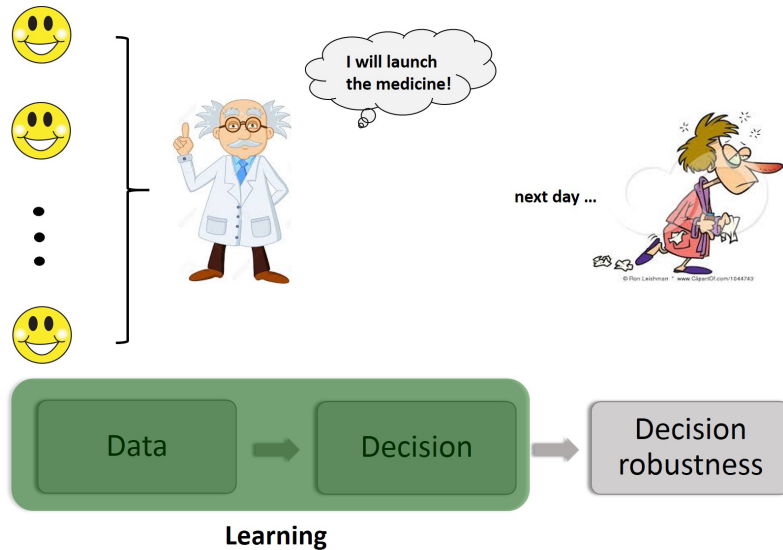 I will launch
the medicine!
next day ...
© Ron Leishman * www.ClipartOf.com/1044743
Data
Decision
Decision
robustness
Learning